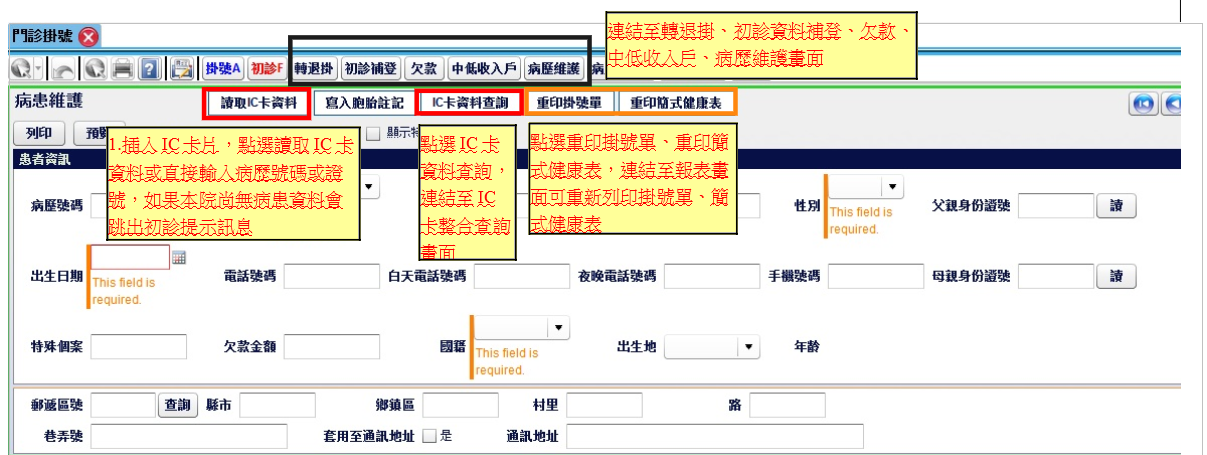 門診掛號
連結至轉退掛、初診資料補登、欠款、
中低收入戶、病歷維護畫面
掛號A 初診F 轉退掛 初診補登 欠款 中低收入戶 病歷維護 病
病患維護 讀取IC卡資料 寫入胞胎註記 IC卡資料查詢 重印掛號單 重印簡式健康表
列印 預 顯示特
患者資訊
1.插入IC卡片，點選讀取IC卡
資料或直接輸入病歷號碼或證
號，如果本院尚無病患資料會
跳出初診提示訊息
點選IC卡
資料查詢，
連結至IC
卡整合查詢
畫面
點選重印掛號單、重印簡
式健康表，連結至報表畫
面可重新列印掛號單、簡
式健康表
病歷號碼 性別 This field is required. 父親身份證號 讀
出生日期 This field is required. 電話號碼 白天電話號碼 夜晚電話號碼 手機號碼 母親身份證號 讀
特殊個案 欠款金額 國籍 This field is required. 出生地 年齡
郵遞區號 查詢 縣市 鄉鎮區 村里 路
巷弄號 套用至通訊地址 是 通訊地址